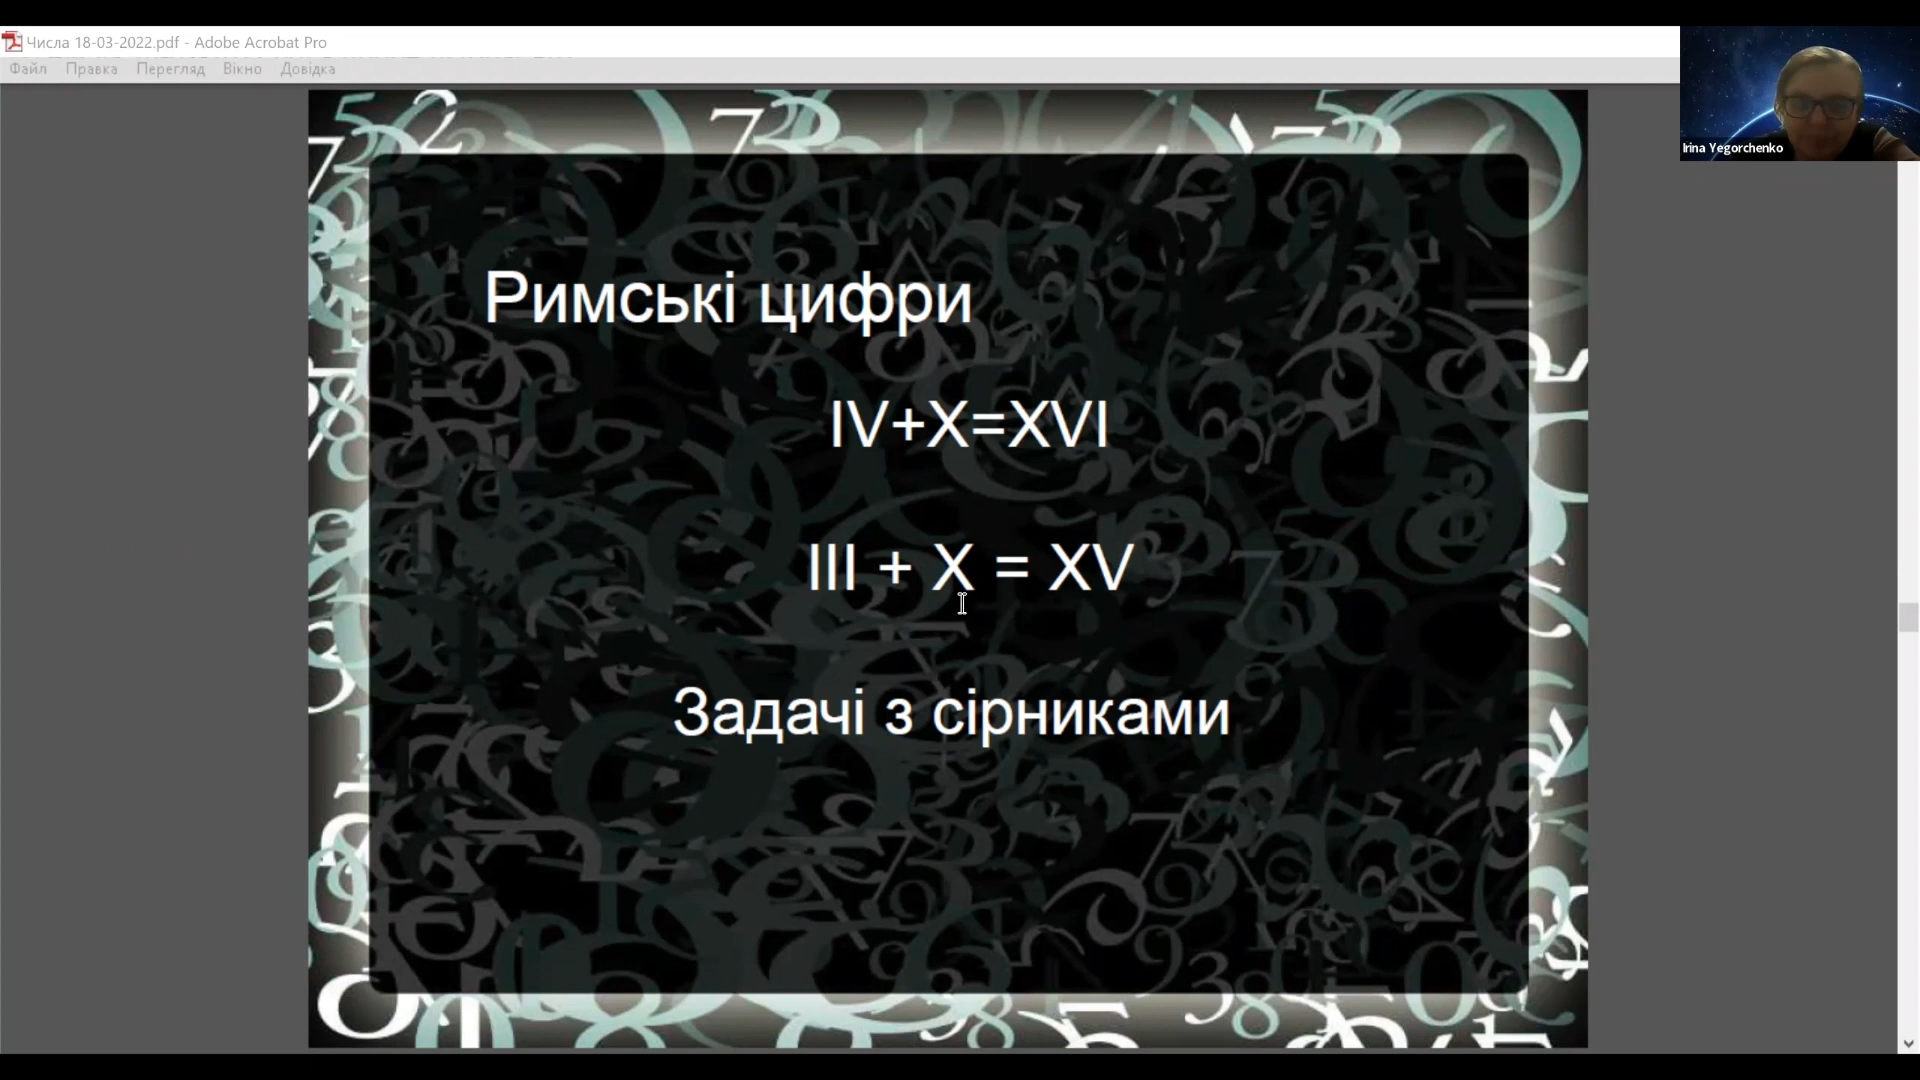 Числа 18-03-2022.pdf - Adobe Acrobat Pro
Файл Правка Перегляд Вікно Довідка
Irina Yegorchenko
Римські цифри
IV+X=XVI
III + X = XV
Задачі з сірниками